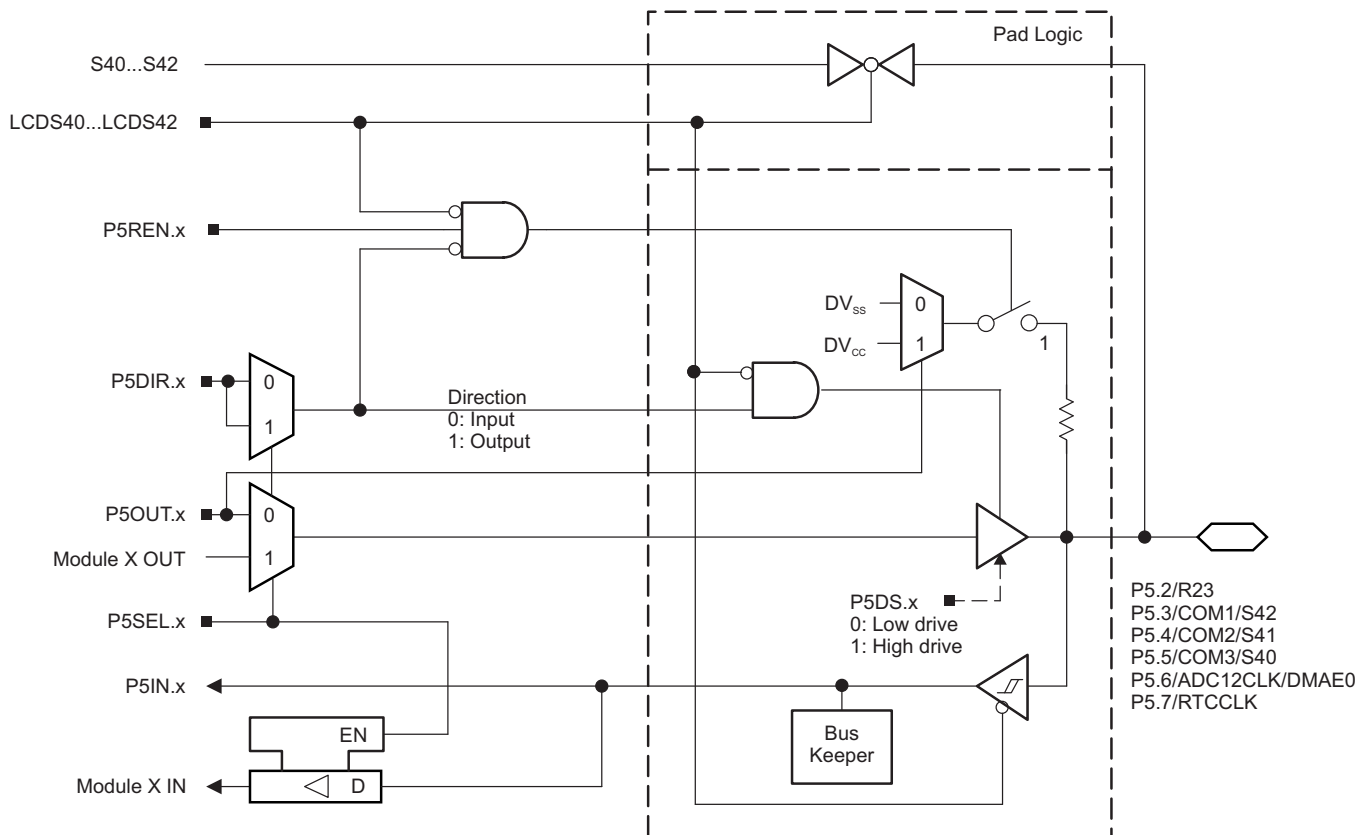 Pad Logic
S40...S42
LCDS40...LCDS42
P5REN.x
DVSS
0
DVCC
1
1
P5DIR.x
0
1
Direction
0: Input
1: Output
P5OUT.x
0
Module X OUT
1
P5DS.x
0: Low drive
1: High drive
P5SEL.x
P5.2/R23
P5.3/COM1/S42
P5.4/COM2/S41
P5.5/COM3/S40
P5.6/ADC12CLK/DMAE0
P5.7/RTCCLK
P5IN.x
Bus
Keeper
EN
Module X IN
D